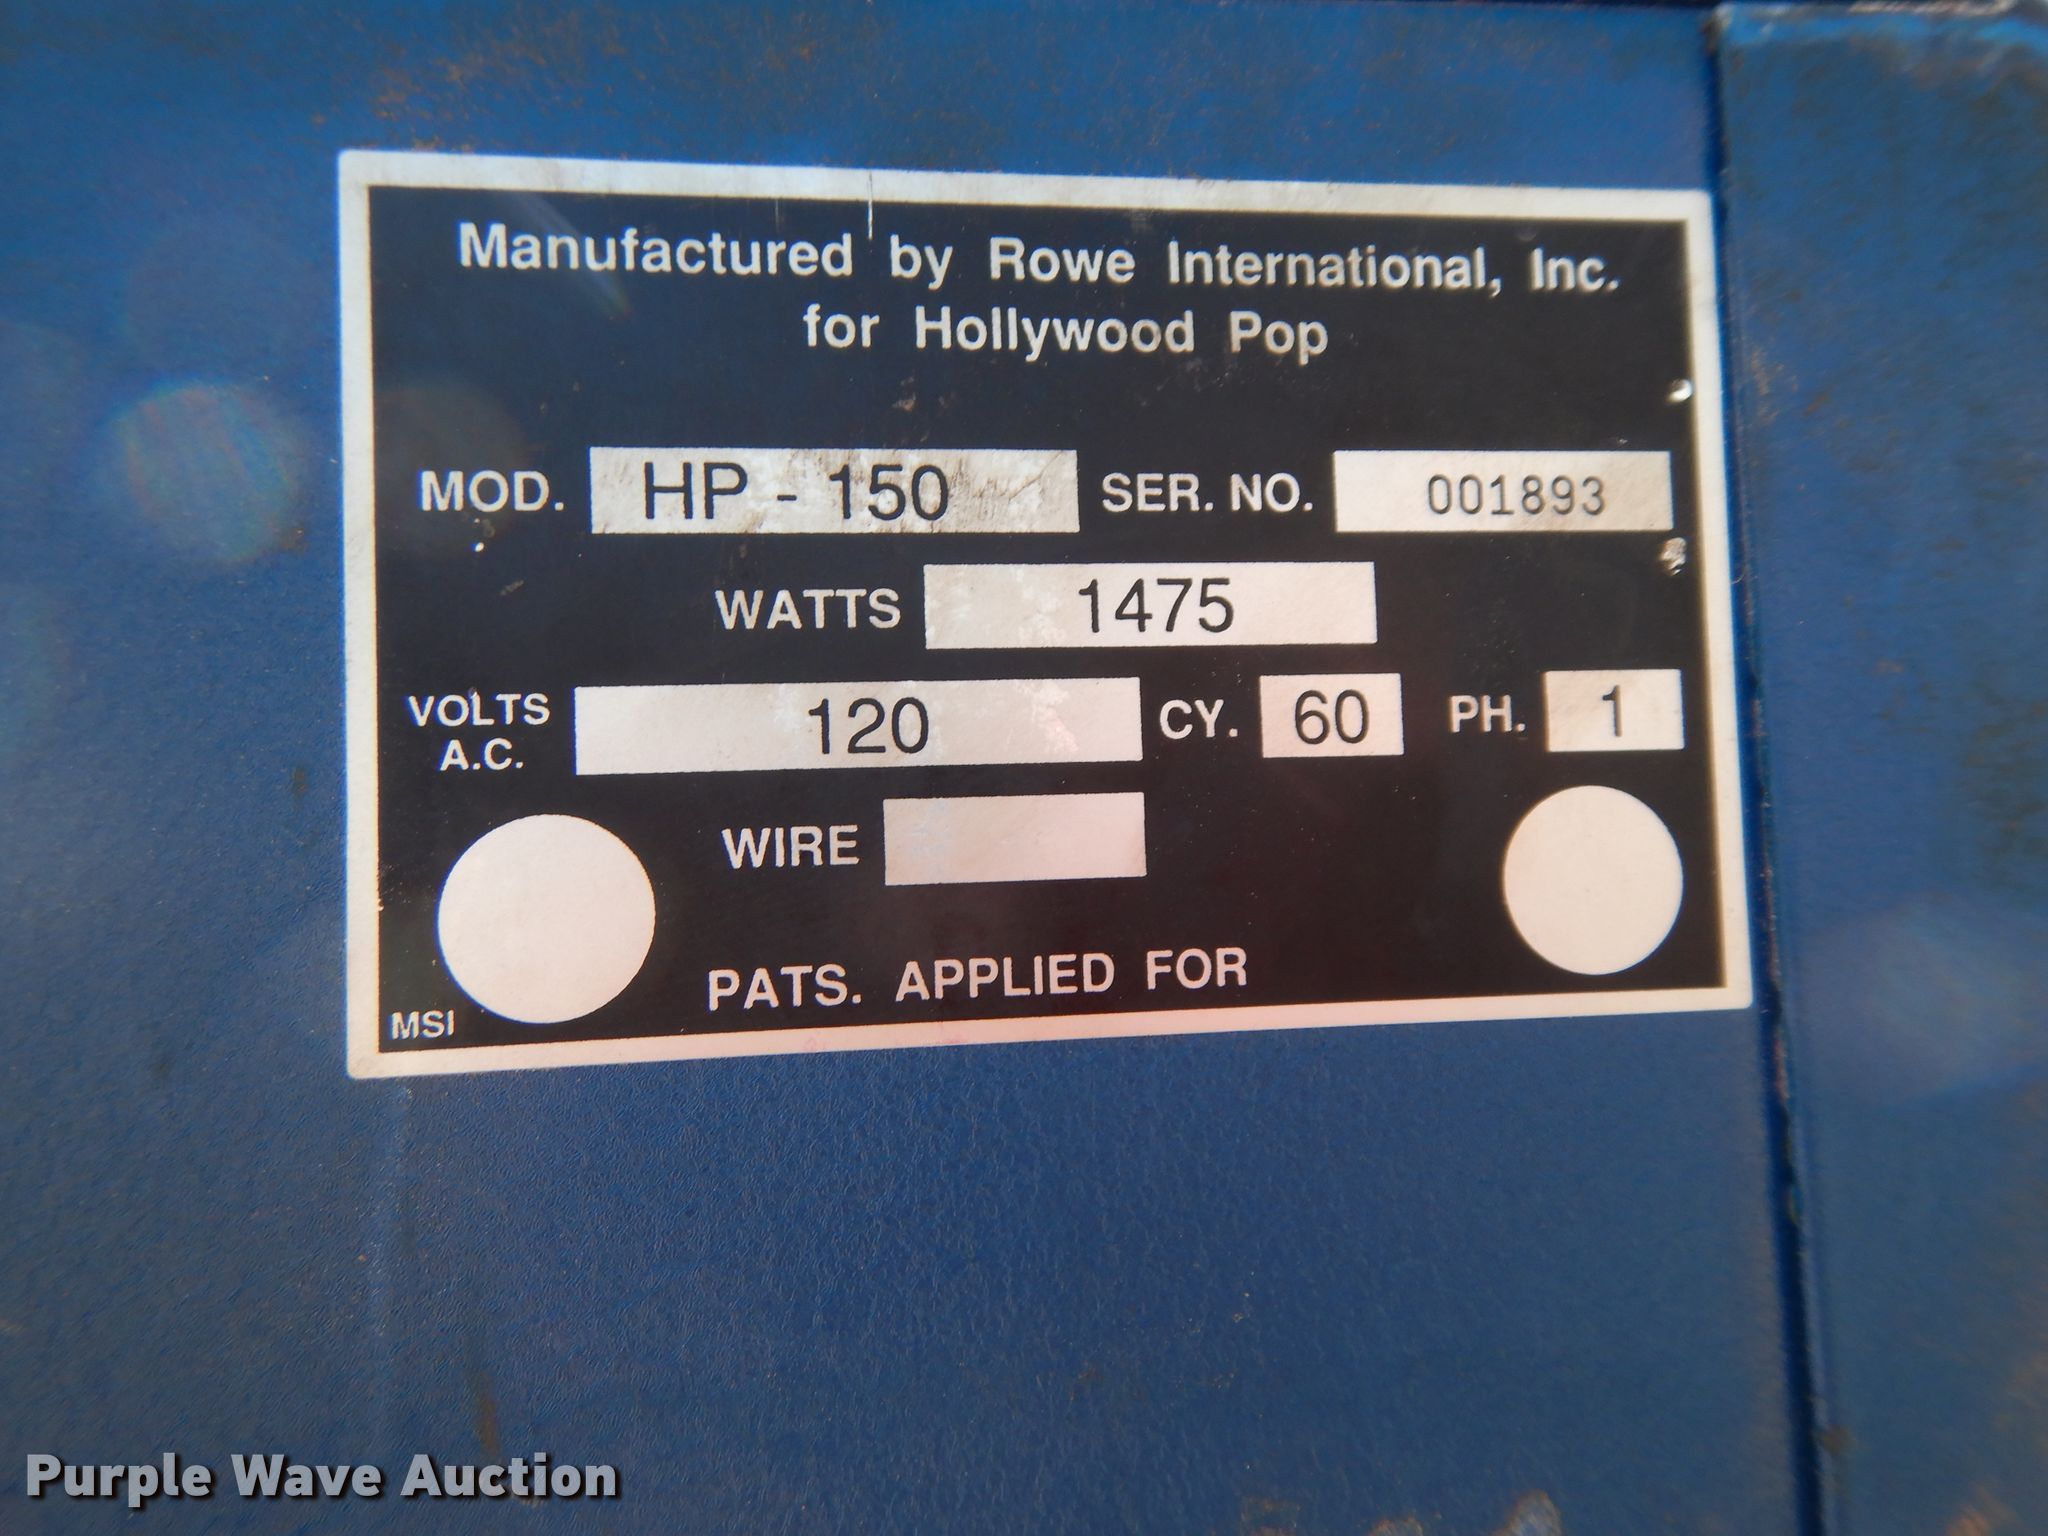 Manufactured by Rowe International, Inc.
for Hollywood Pop
MOD. HP - 150 SER. NO. 001893
WATTS 1475
VOLTS A.C. 120 CY. 60 PH. 1
WIRE
PATS. APPLIED FOR
MSI
Purple Wave Auction